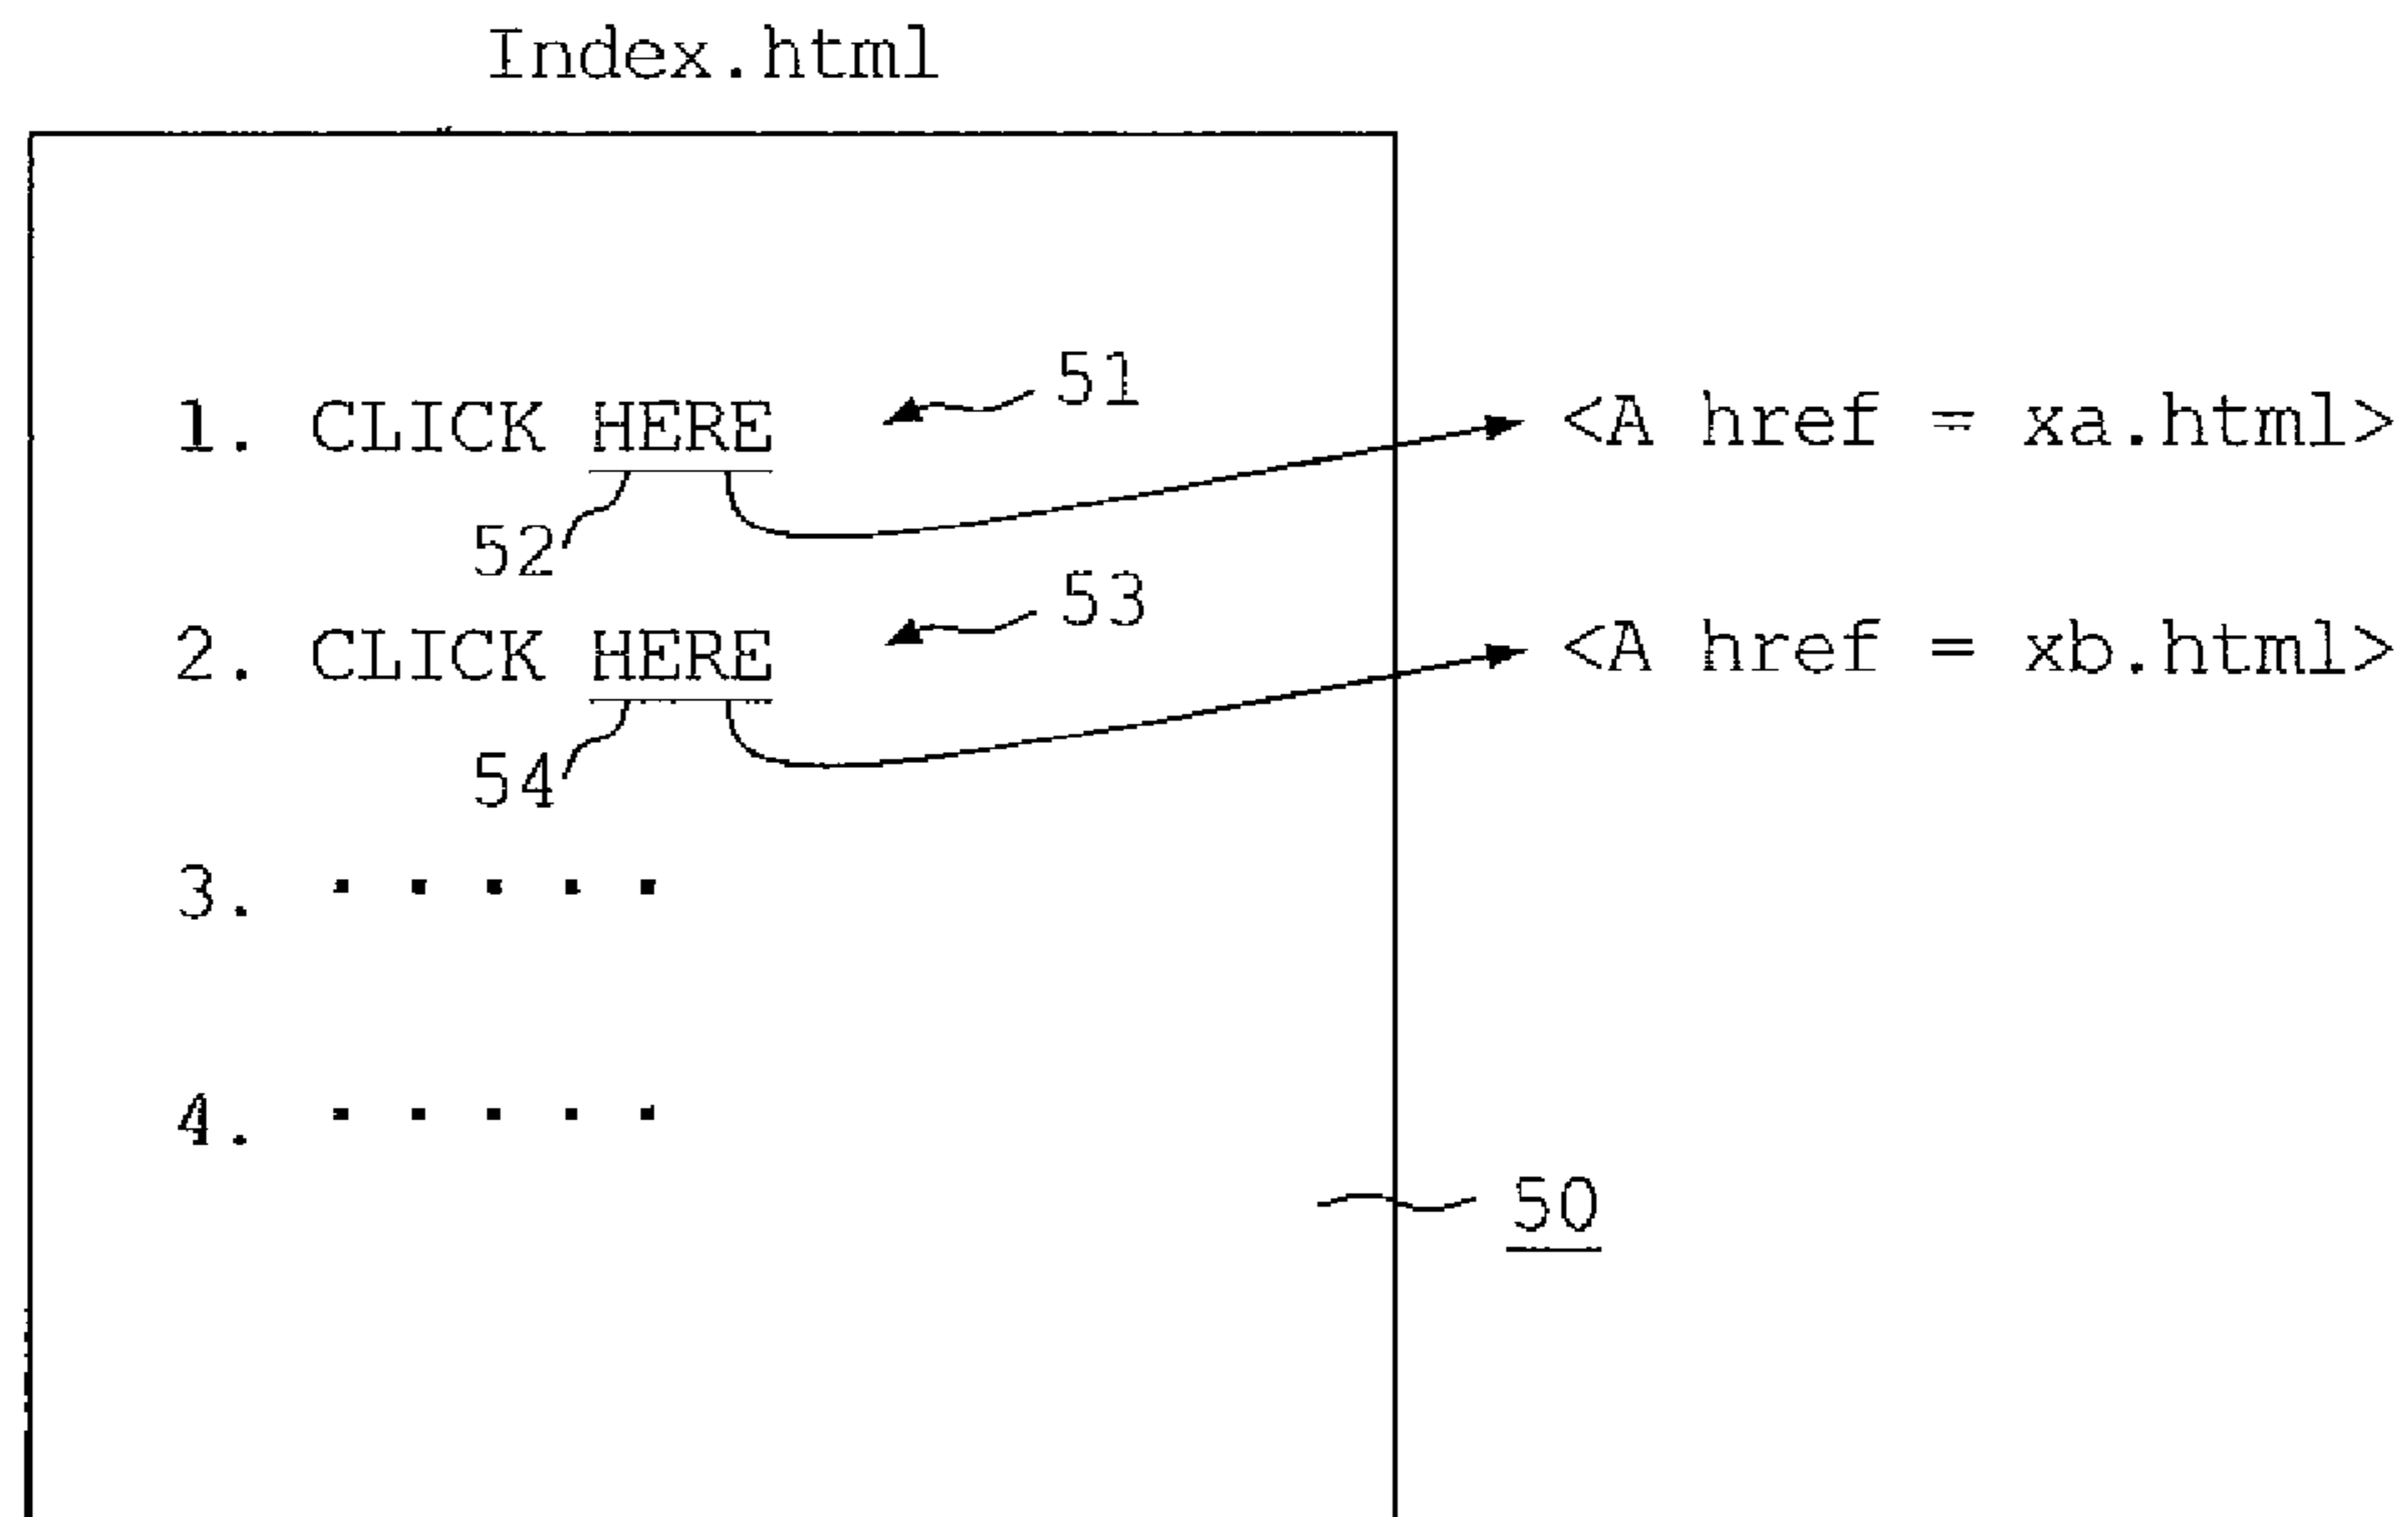 Index.html
51
1. CLICK HERE
<A href = xa.html>
52
53
2. CLICK HERE
<A href = xb.html>
54
3. . . . . .
4. . . . . .
50